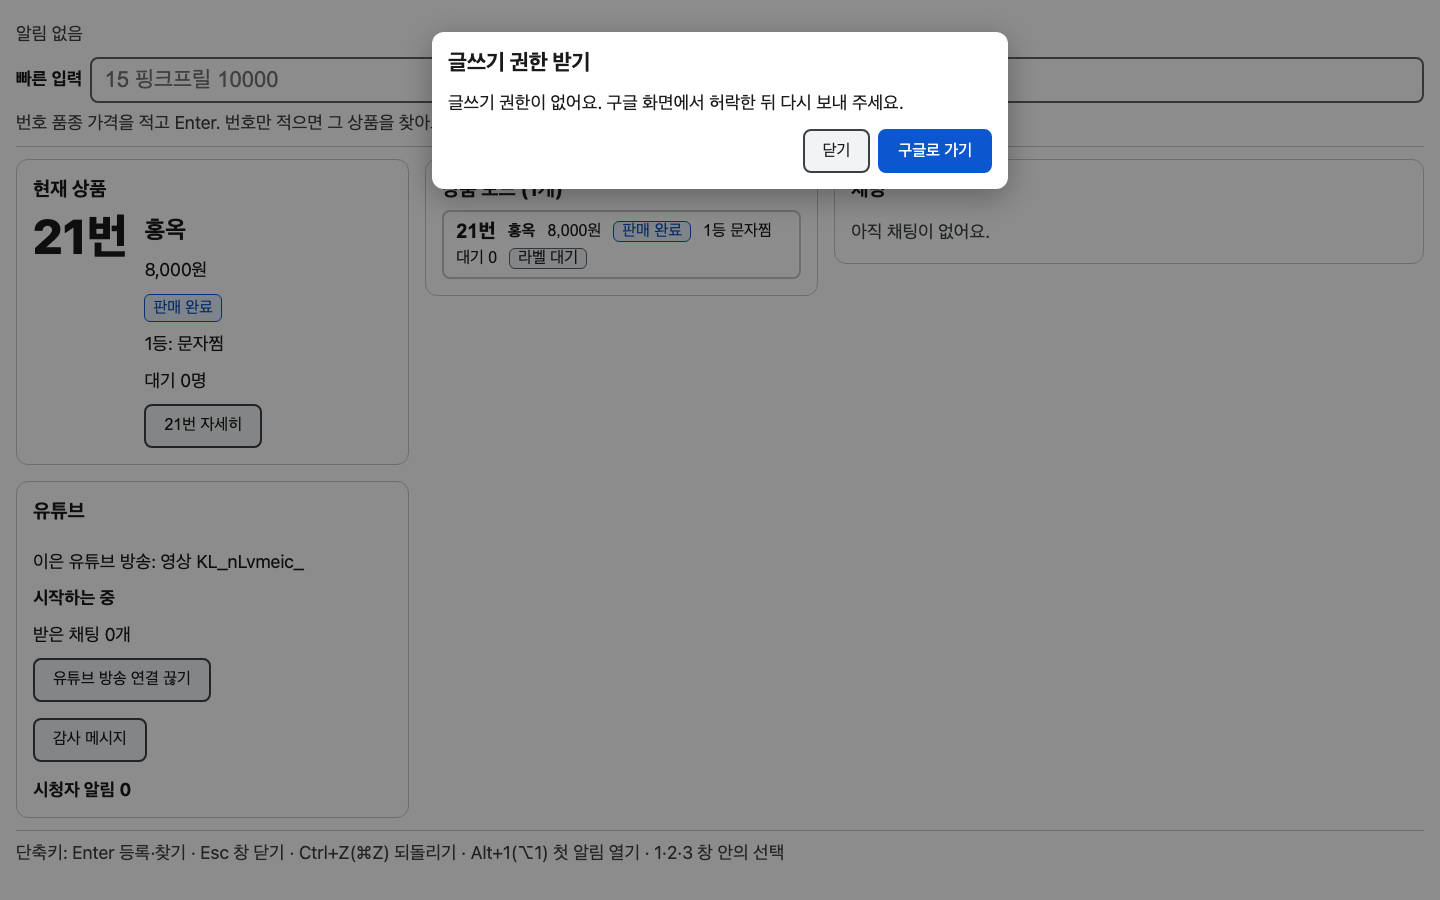 알림 없음
빠른 입력 15 핑크프릴 10000
번호 품종 가격을 적고 Enter. 번호만 적으면 그 상품을 찾아
글쓰기 권한 받기
글쓰기 권한이 없어요. 구글 화면에서 허락한 뒤 다시 보내 주세요.
닫기 구글로 가기
현재 상품
21번 홍옥
8,000원
판매 완료
1등: 문자찜
대기 0명
21번 자세히
유튜브
이은 유튜브 방송: 영상 KL_nLvmeic_
시작하는 중
받은 채팅 0개
유튜브 방송 연결 끊기
감사 메시지
시청자 알림 0
21번 홍옥 8,000원 판매 완료 1등 문자찜
대기 0 라벨 대기
아직 채팅이 없어요.
단축키: Enter 등록·찾기 · Esc 창 닫기 · Ctrl+Z(⌘Z) 되돌리기 · Alt+1(⌥1) 첫 알림 열기 · 1·2·3 창 안의 선택